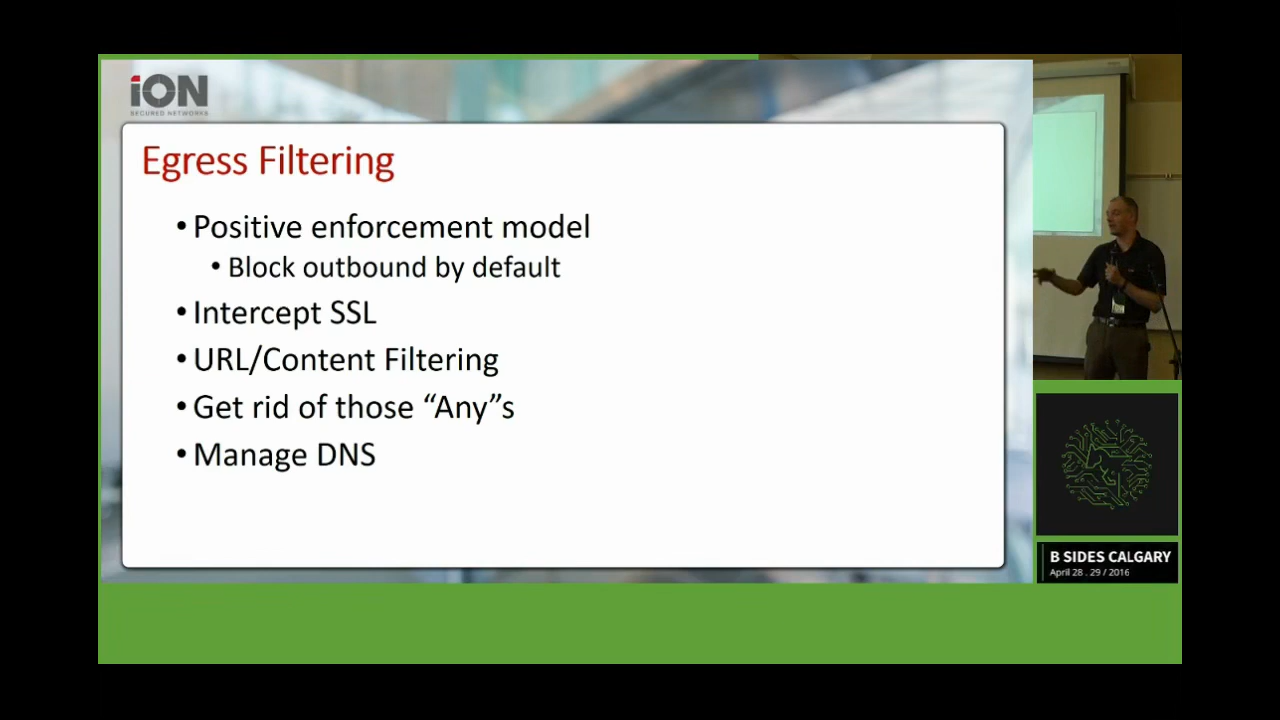 iON
SECURED NETWORKS
Egress Filtering
• Positive enforcement model
• Block outbound by default
• Intercept SSL
• URL/Content Filtering
• Get rid of those “Any”s
• Manage DNS
B SIDES CALGARY
April 28 . 29 / 2016